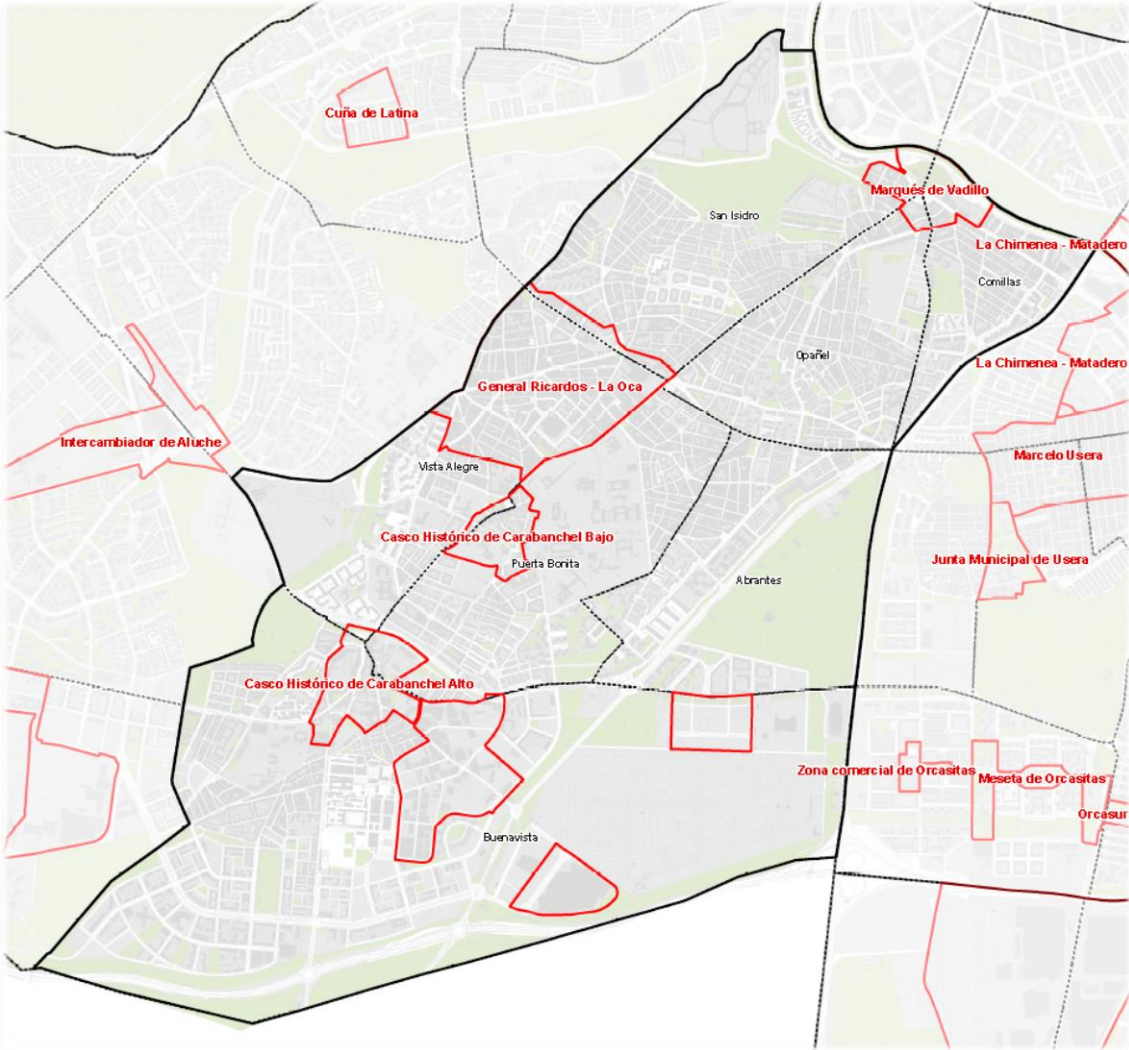 Cuña de Latina
Marqués de Vadillo
San Isidro
La Chimenea - Matadero
Comillas
Opañel
La Chimenea - Matadero
General Ricardos - La Oca
Intercambiador de Aluche
Marcelo Usera
Vista Alegre
Casco Histórico de Carabanchel Bajo
Puerta Bonita
Junta Municipal de Usera
Abrantes
Casco Histórico de Carabanchel Alto
Zona comercial de Orcasitas
Meseta de Orcasitas
Orcasur
Buenavista